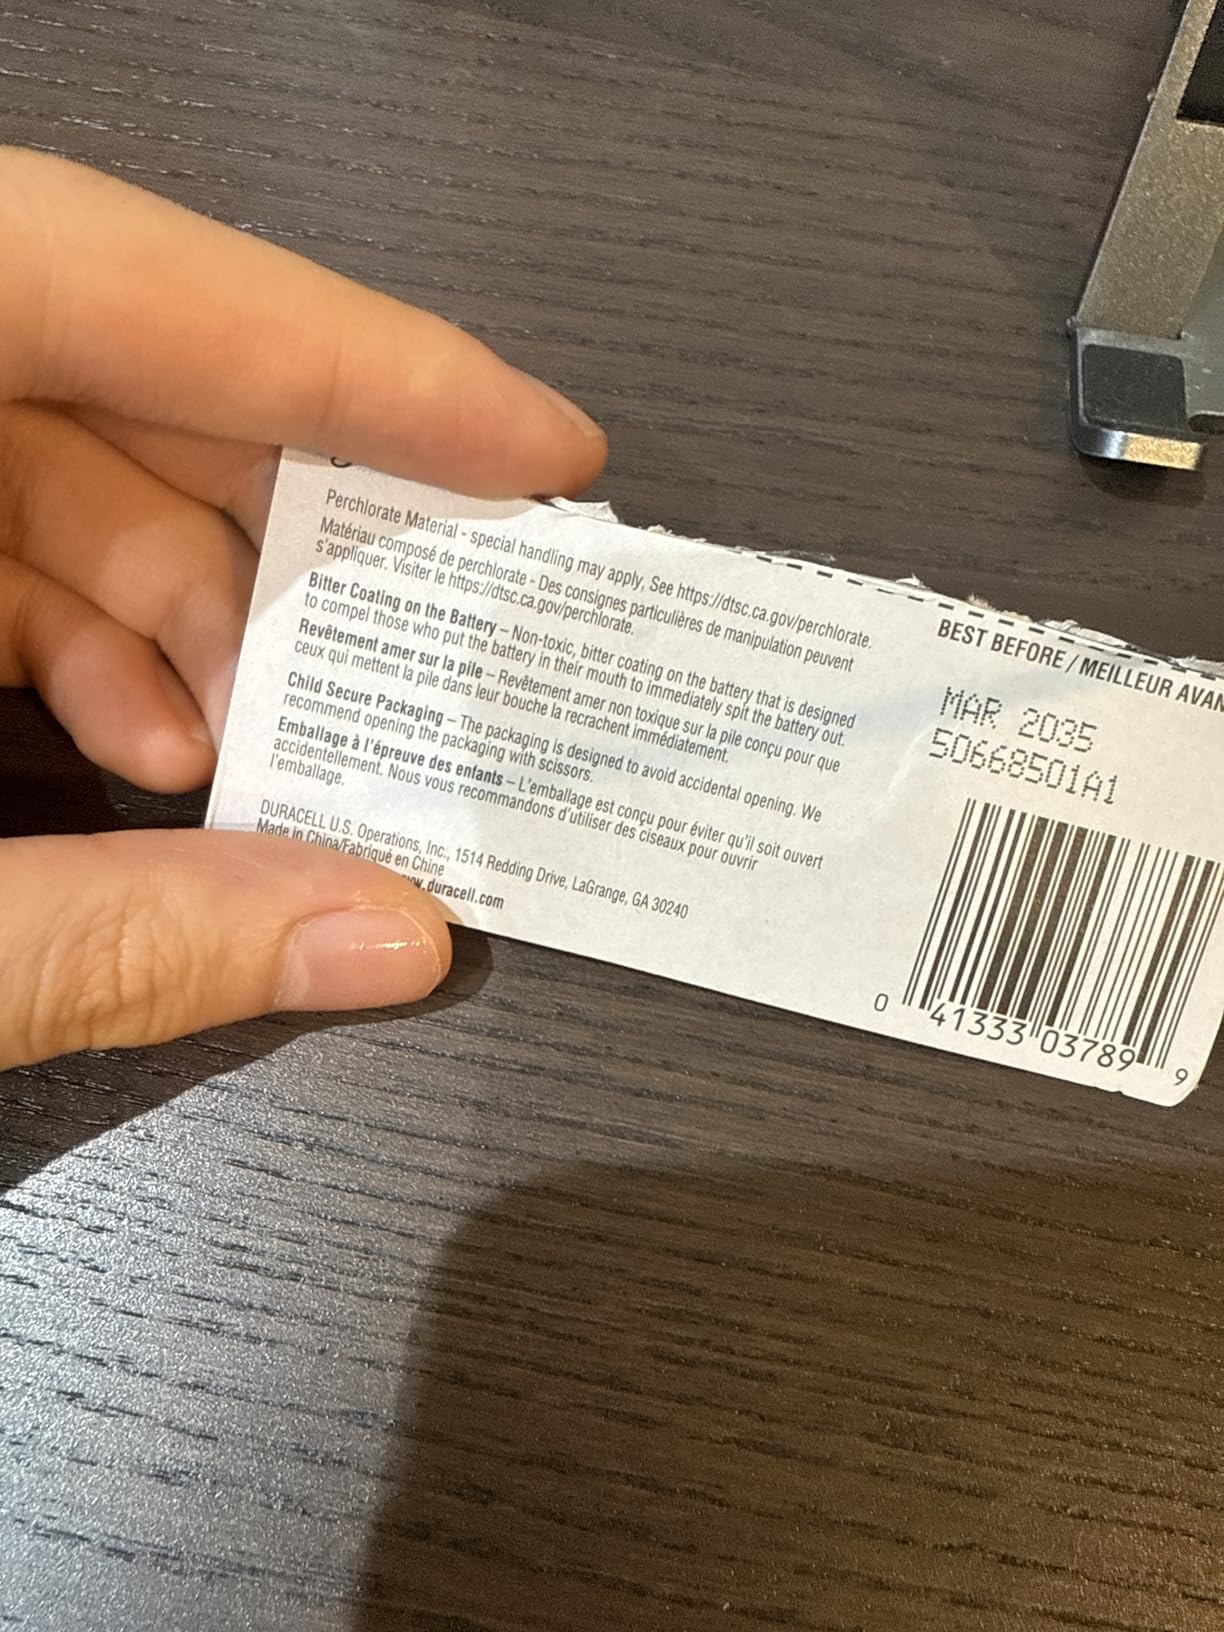 Perchlorate Material - special handling may apply, See https://dtsc.ca.gov/perchlorate.
Matériau composé de perchlorate - Des consignes particulières de manipulation peuvent
s'appliquer. Visiter le https://dtsc.ca.gov/perchlorate.
Bitter Coating on the Battery – Non-toxic, bitter coating on the battery that is designed
to compel those who put the battery in their mouth to immediately spit the battery out.
Revêtement amer sur la pile – Revêtement amer non toxique sur la pile conçu pour que
ceux qui mettent la pile dans leur bouche la recrachent immédiatement.
Child Secure Packaging – The packaging is designed to avoid accidental opening. We
recommend opening the packaging with scissors.
Emballage à l'épreuve des enfants – L'emballage est conçu pour éviter qu'il soit ouvert
accidentellement. Nous vous recommandons d'utiliser des ciseaux pour ouvrir
l'emballage.
DURACELL U.S. Operations, Inc., 1514 Redding Drive, LaGrange, GA 30240
Made in China/Fabriqué en Chine
.duracell.com
BEST BEFORE / MEILLEUR AVAN
MAR 2035
50668501A1
0 41333 03789 9